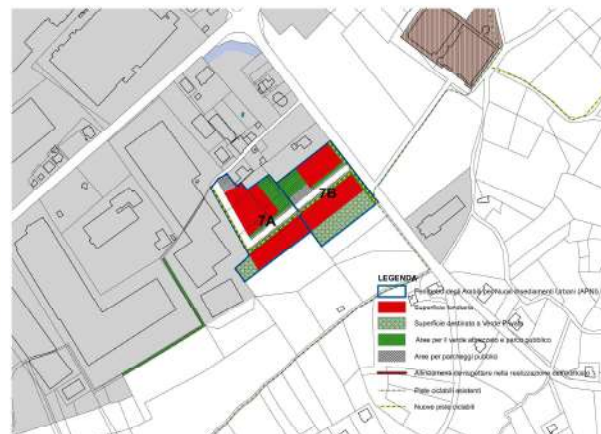 7A
7B
LEGENDA
Perimetro degli Ambiti per Nuovi Insediamenti Urbani (APNIU)
Superficie fondiaria
Superficie destinata a Verde Privato
Aree per il verde attrezzato e parco pubblico
Aree per parcheggi pubblici
Allineamenti da rispettare nella realizzazione dell'edificato
Piste ciclabili esistenti
Nuove piste ciclabili